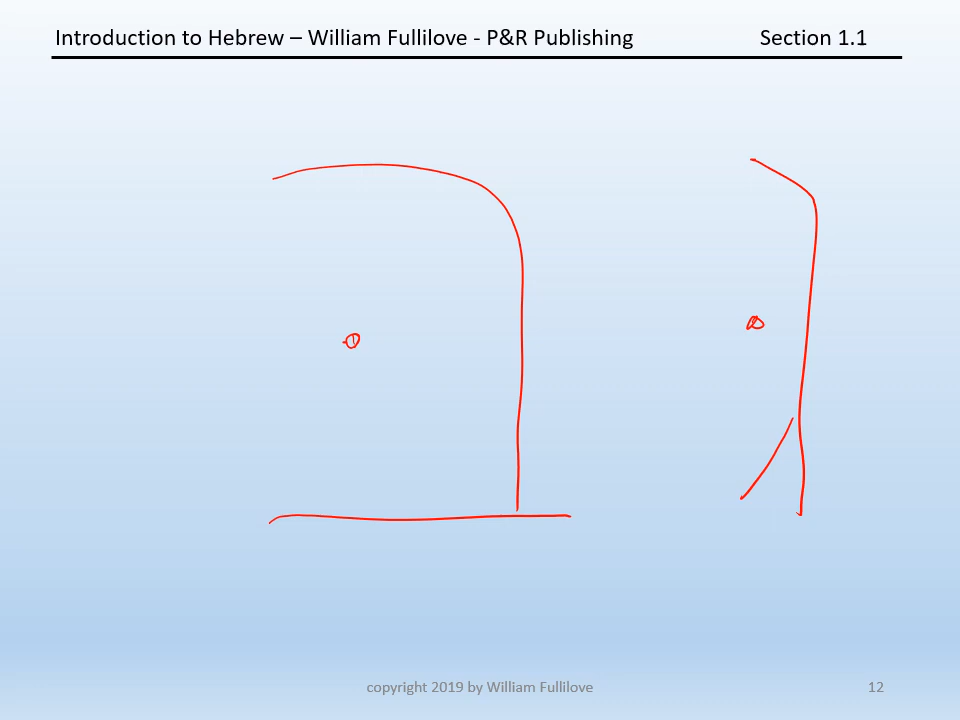 Introduction to Hebrew – William Fullilove - P&R Publishing Section 1.1
גּ בּ
copyright 2019 by William Fullilove 12